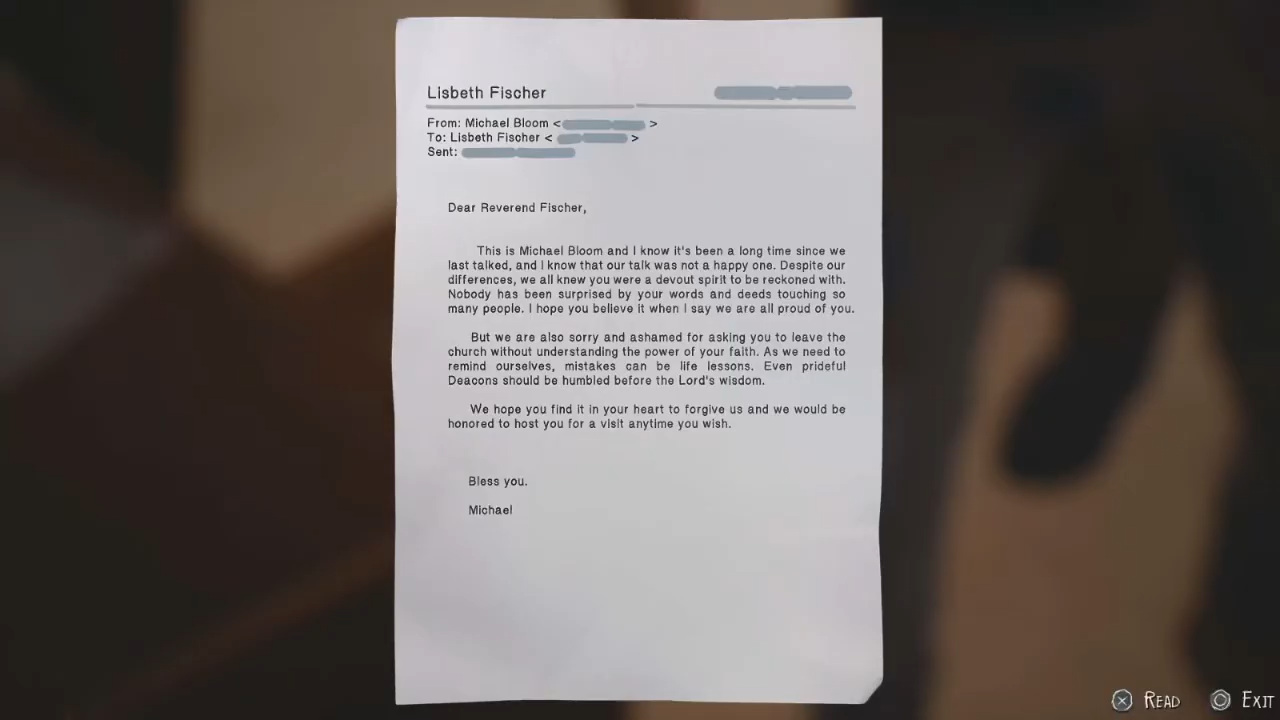 Lisbeth Fischer
From: Michael Bloom < >
To: Lisbeth Fischer < >
Sent:
Dear Reverend Fischer,
This is Michael Bloom and I know it's been a long time since we
last talked, and I know that our talk was not a happy one. Despite our
differences, we all knew you were a devout spirit to be reckoned with.
Nobody has been surprised by your words and deeds touching so
many people. I hope you believe it when I say we are all proud of you.
But we are also sorry and ashamed for asking you to leave the
church without understanding the power of your faith. As we need to
remind ourselves, mistakes can be life lessons. Even prideful
Deacons should be humbled before the Lord's wisdom.
We hope you find it in your heart to forgive us and we would be
honored to host you for a visit anytime you wish.
Bless you.
Michael
READ
EXIT